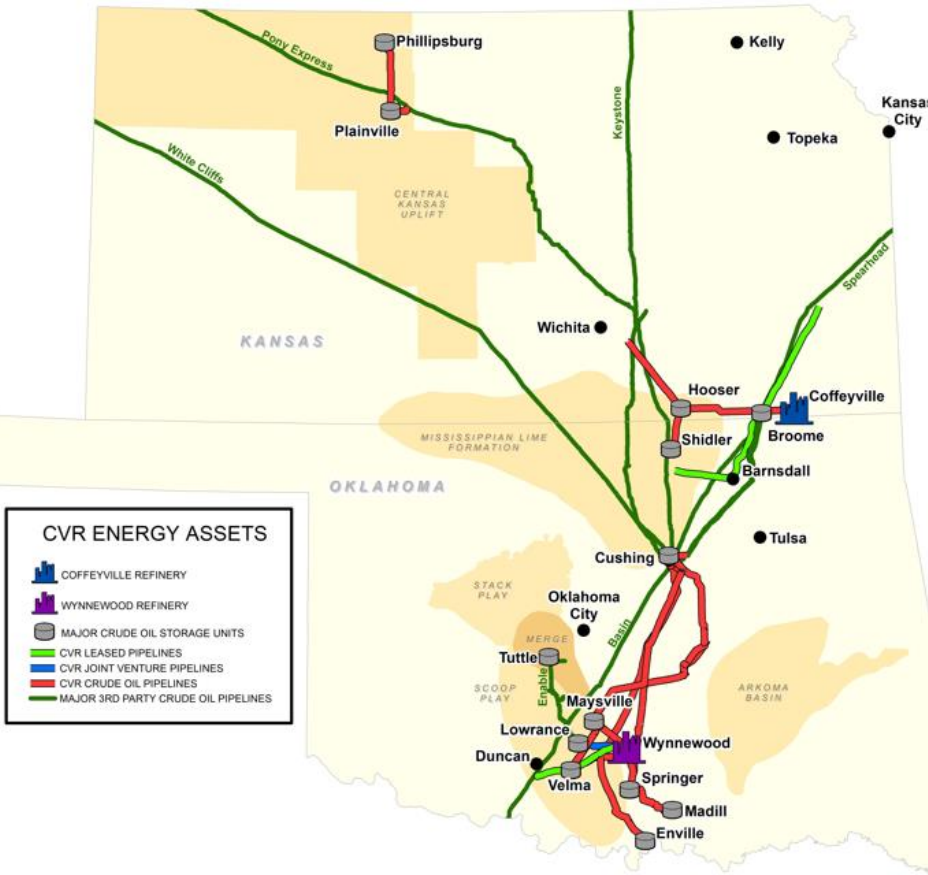 Phillipsburg
Kelly
Pony Express
Keystone
Kansas
City
Plainville
Topeka
White Cliffs
CENTRAL
KANSAS
UPLIFT
Spearhead
Wichita
KANSAS
Hooser
Coffeyville
Broome
MISSISSIPPIAN LIME
FORMATION
Shidler
Barnsdall
OKLAHOMA
CVR ENERGY ASSETS
COFFEYVILLE REFINERY
WYNNEWOOD REFINERY
MAJOR CRUDE OIL STORAGE UNITS
CVR LEASED PIPELINES
CVR JOINT VENTURE PIPELINES
CVR CRUDE OIL PIPELINES
MAJOR 3RD PARTY CRUDE OIL PIPELINES
Tulsa
Cushing
STACK
PLAY
Oklahoma
City
Basin
MERGE
Tuttle
Enable
SCOOP
PLAY
Maysville
ARKOMA
BASIN
Lowrance
Wynnewood
Duncan
Velma
Springer
Madill
Enville